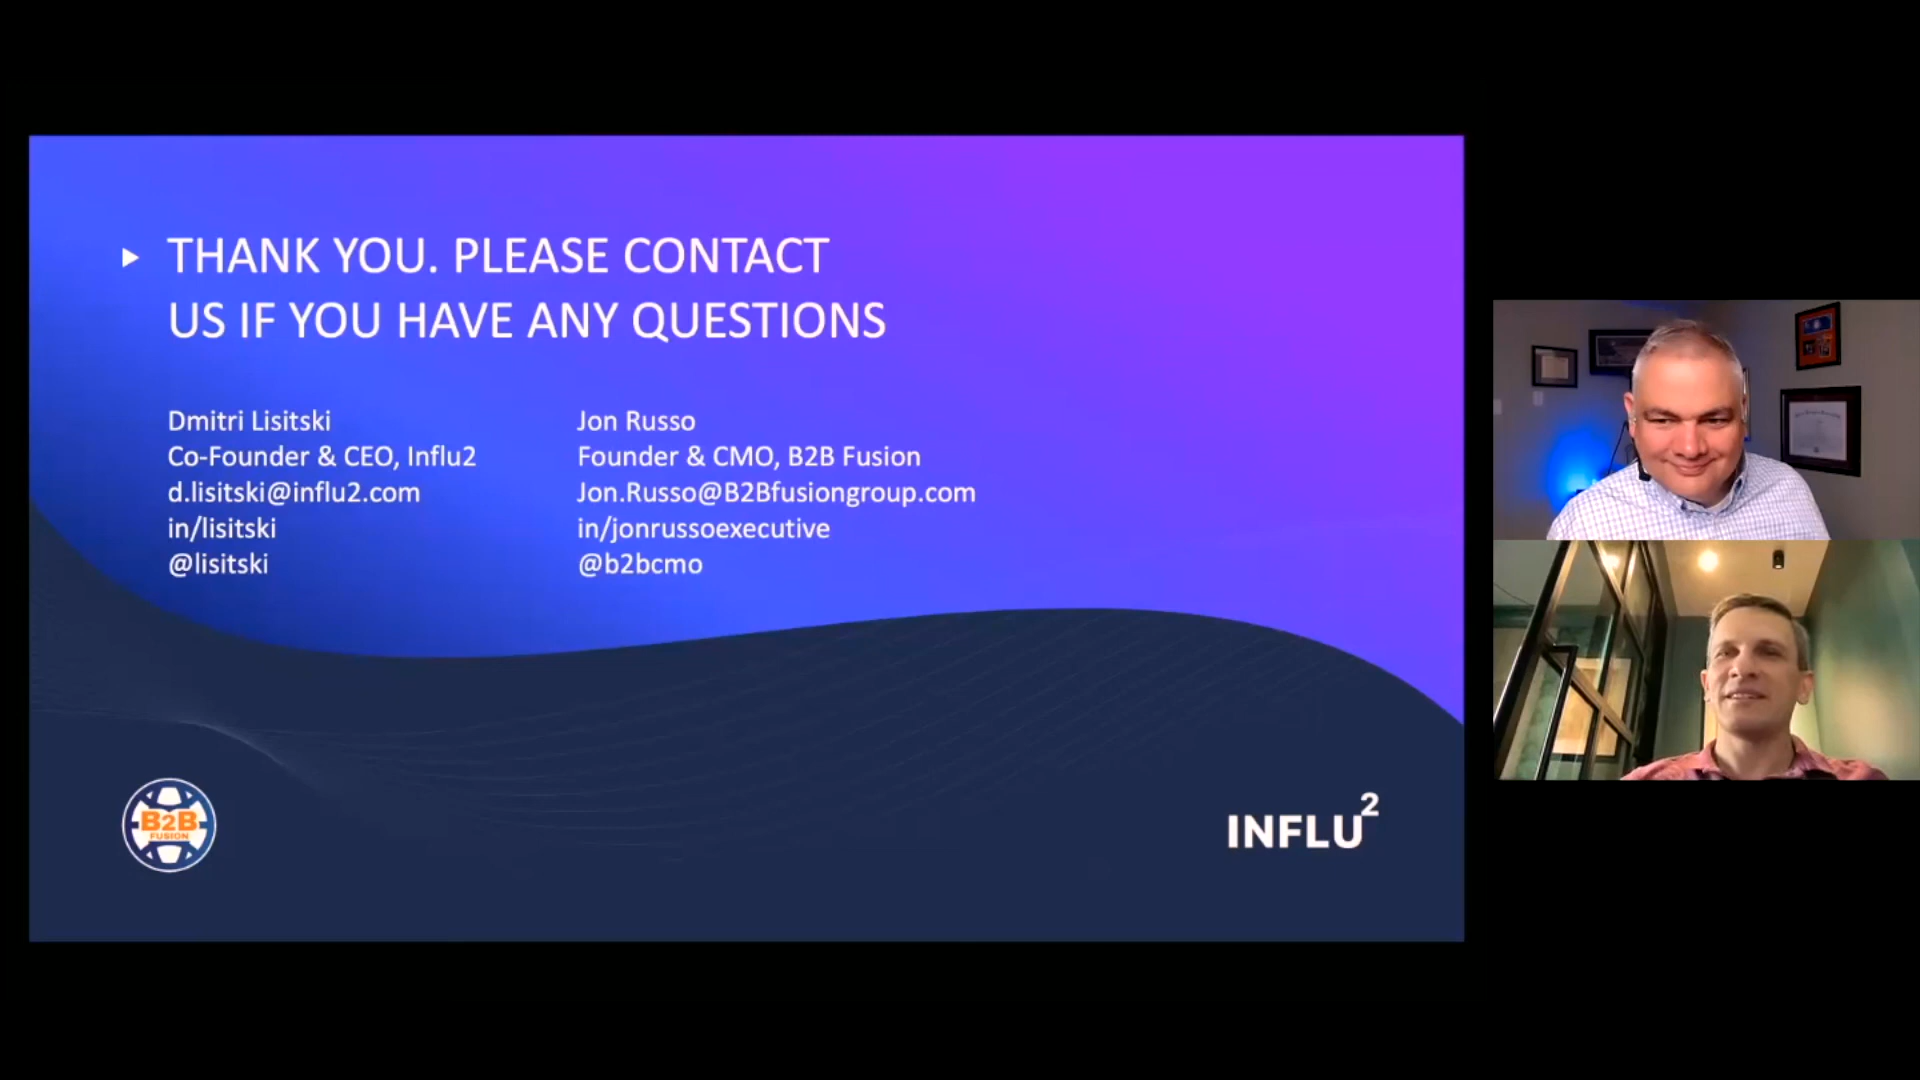 THANK YOU. PLEASE CONTACT
US IF YOU HAVE ANY QUESTIONS
Dmitri Lisitski
Co-Founder & CEO, Influ2
d.lisitski@influ2.com
in/lisitski
@lisitski
Jon Russo
Founder & CMO, B2B Fusion
Jon.Russo@B2Bfusiongroup.com
in/jonrussoexecutive
@b2bcmo
B2B
FUSION
INFLU2